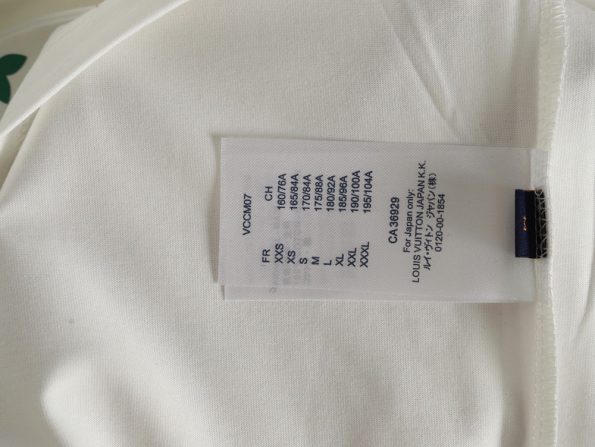 VCCM07
FR CH
XXS 160/76A
XS 165/84A
S 170/84A
M 175/88A
L 180/92A
XL 185/96A
XXL 190/100A
XXXL 195/104A
CA 36929
For Japan only:
LOUIS VUITTON JAPAN K.K.
ルイ・ヴィトン ジャパン(株)
0120-00-1854